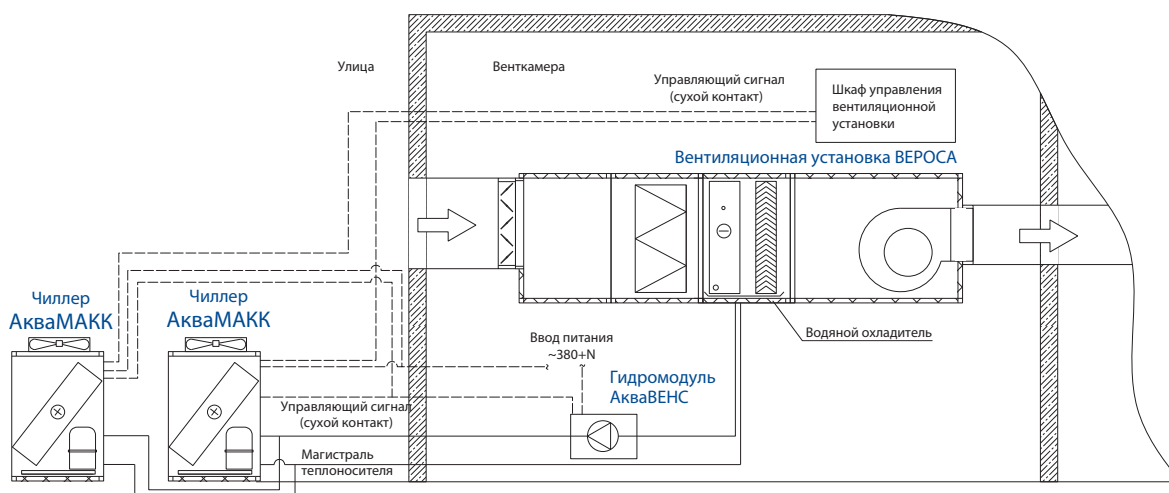 Улица
Венткамера
Управляющий сигнал
(сухой контакт)
Шкаф управления
вентиляционной
установки
Вентиляционная установка ВЕРОСА
Чиллер
АкваМАКК
Чиллер
АкваМАКК
Водяной охладитель
Ввод питания
~380+N
~
~
Гидромодуль
АкваВЕНС
Управляющий сигнал
(сухой контакт)
Магистраль
теплоносителя